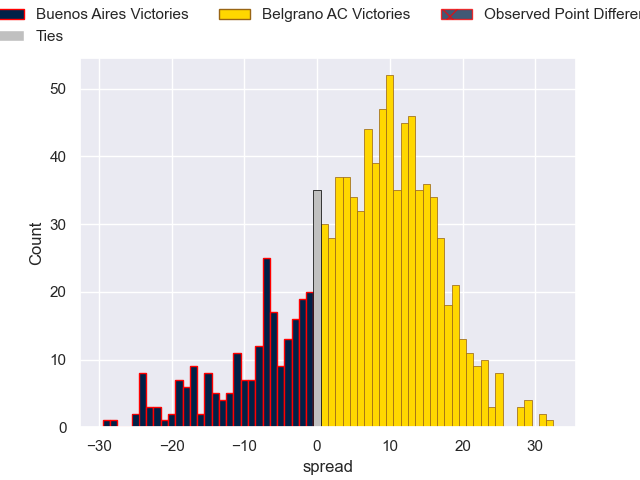 Buenos Aires Victories
Belgrano AC Victories
Observed Point
Ties
50
40
30
20
10
0
Count
−30 −20 −10 0 10 20 30
spread